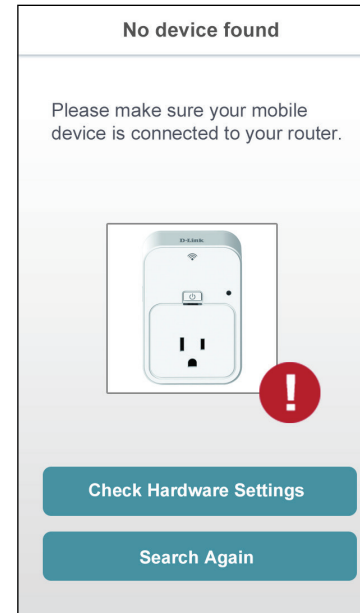 No device found
Please make sure your mobile
device is connected to your router.
D-Link
Check Hardware Settings
Search Again